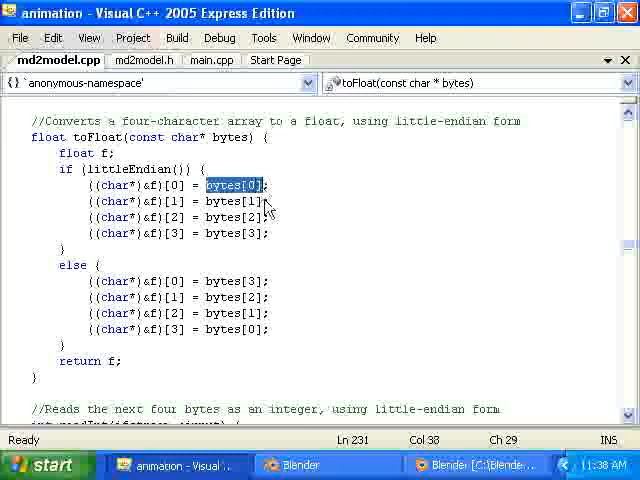 animation - Visual C++ 2005 Express Edition
File Edit View Project Build Debug Tools Window Community Help
md2model.cpp md2model.h main.cpp Start Page
{} `anonymous-namespace' toFloat(const char * bytes)
//Converts a four-character array to a float, using little-endian form
float toFloat(const char* bytes) {
float f;
if (littleEndian()) {
((char*)&f)[0] = bytes[0];
((char*)&f)[1] = bytes[1];
((char*)&f)[2] = bytes[2];
((char*)&f)[3] = bytes[3];
}
else {
((char*)&f)[0] = bytes[3];
((char*)&f)[1] = bytes[2];
((char*)&f)[2] = bytes[1];
((char*)&f)[3] = bytes[0];
}
return f;
}
//Reads the next four bytes as an integer, using little-endian form
Ready Ln 231 Col 38 Ch 29 INS
start animation - Visual ... Blender Blender [C:\Blende... 11:38 AM